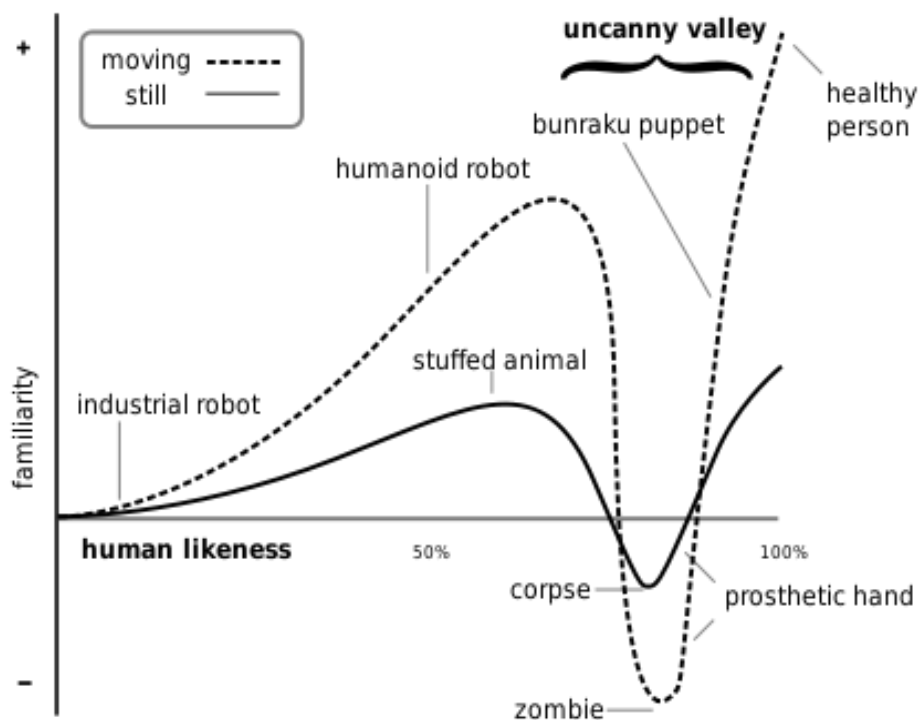 +
uncanny valley
moving
still
healthy
person
bunraku puppet
humanoid robot
stuffed animal
industrial robot
familiarity
human likeness
50%
100%
corpse
prosthetic hand
–
zombie